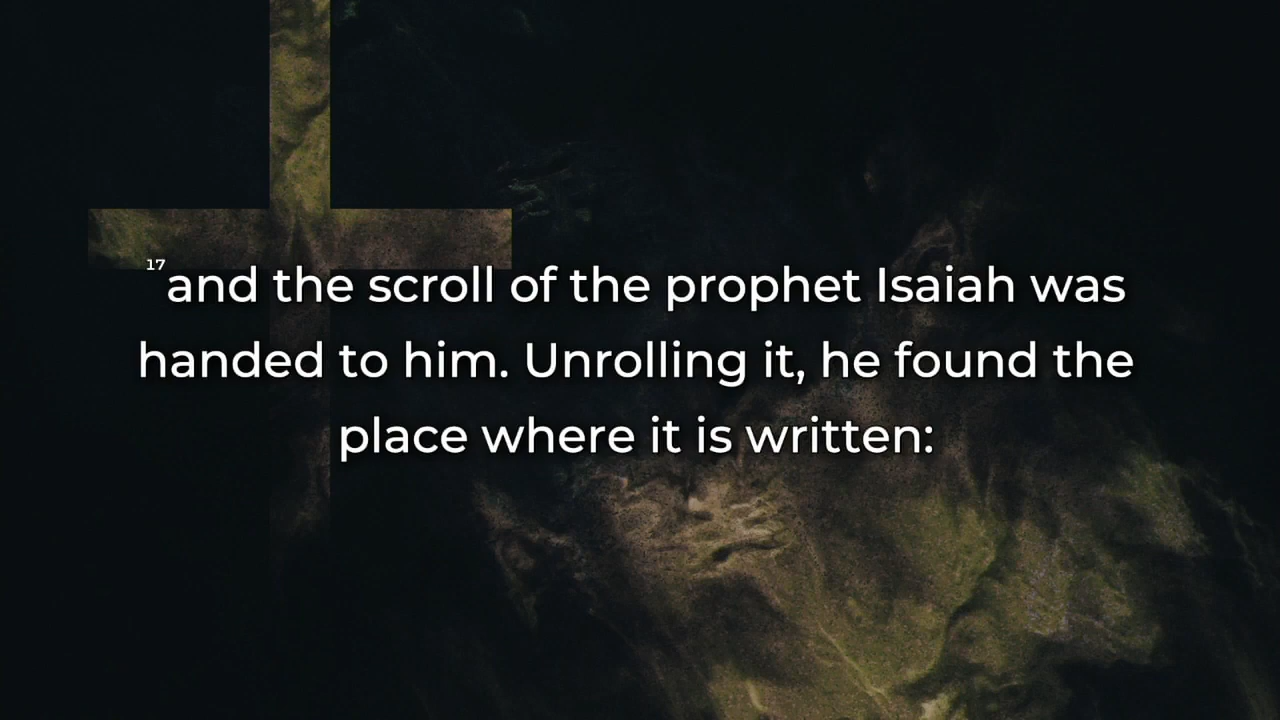 17and the scroll of the prophet Isaiah was
handed to him. Unrolling it, he found the
place where it is written: